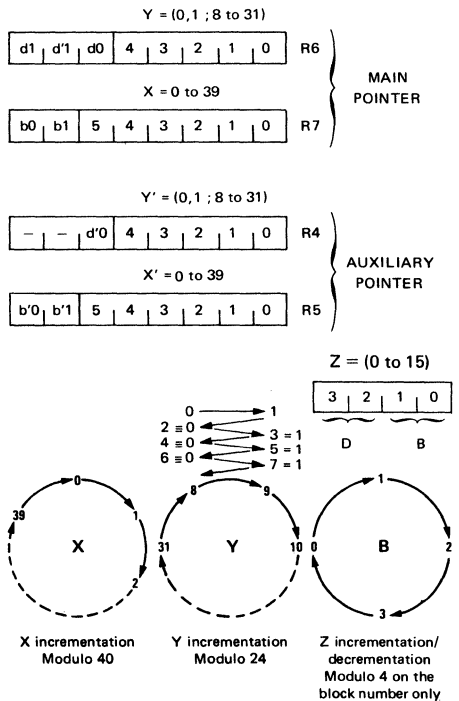 Y = (0,1 ; 8 to 31)
d1 d'1 d0 4 3 2 1 0 R6
X = 0 to 39
b0 b1 5 4 3 2 1 0 R7
MAIN
POINTER
Y' = (0,1 ; 8 to 31)
– – d'0 4 3 2 1 0 R4
X' = 0 to 39
b'0 b'1 5 4 3 2 1 0 R5
AUXILIARY
POINTER
Z = (0 to 15)
3 2 1 0
D B
0 1
2 ≡ 0 3 = 1
4 ≡ 0 5 = 1
6 ≡ 0 7 = 1
0 1 2 39
X
8 9 10 31
Y
0 1 2 3
B
X incrementation
Modulo 40
Y incrementation
Modulo 24
Z incrementation/
decrementation
Modulo 4 on the
block number only